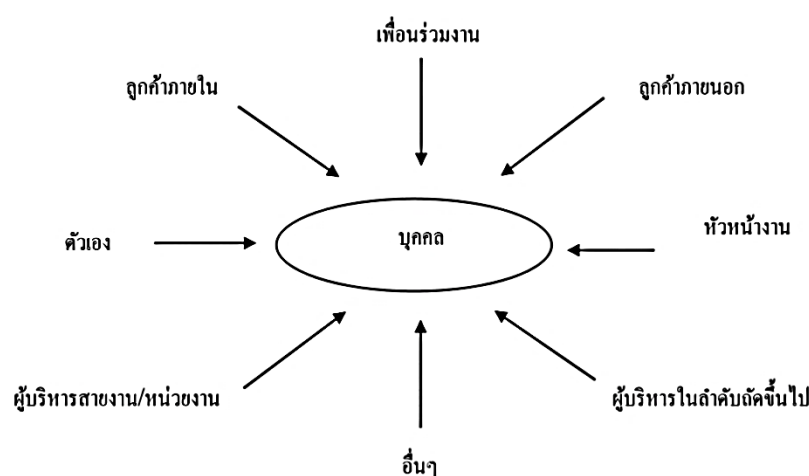 เพื่อนร่วมงาน
ลูกค้าภายใน
ลูกค้าภายนอก
ตัวเอง
บุคคล
หัวหน้างาน
ผู้บริหารสายงาน/หน่วยงาน
ผู้บริหารในลำดับถัดขึ้นไป
อื่นๆ